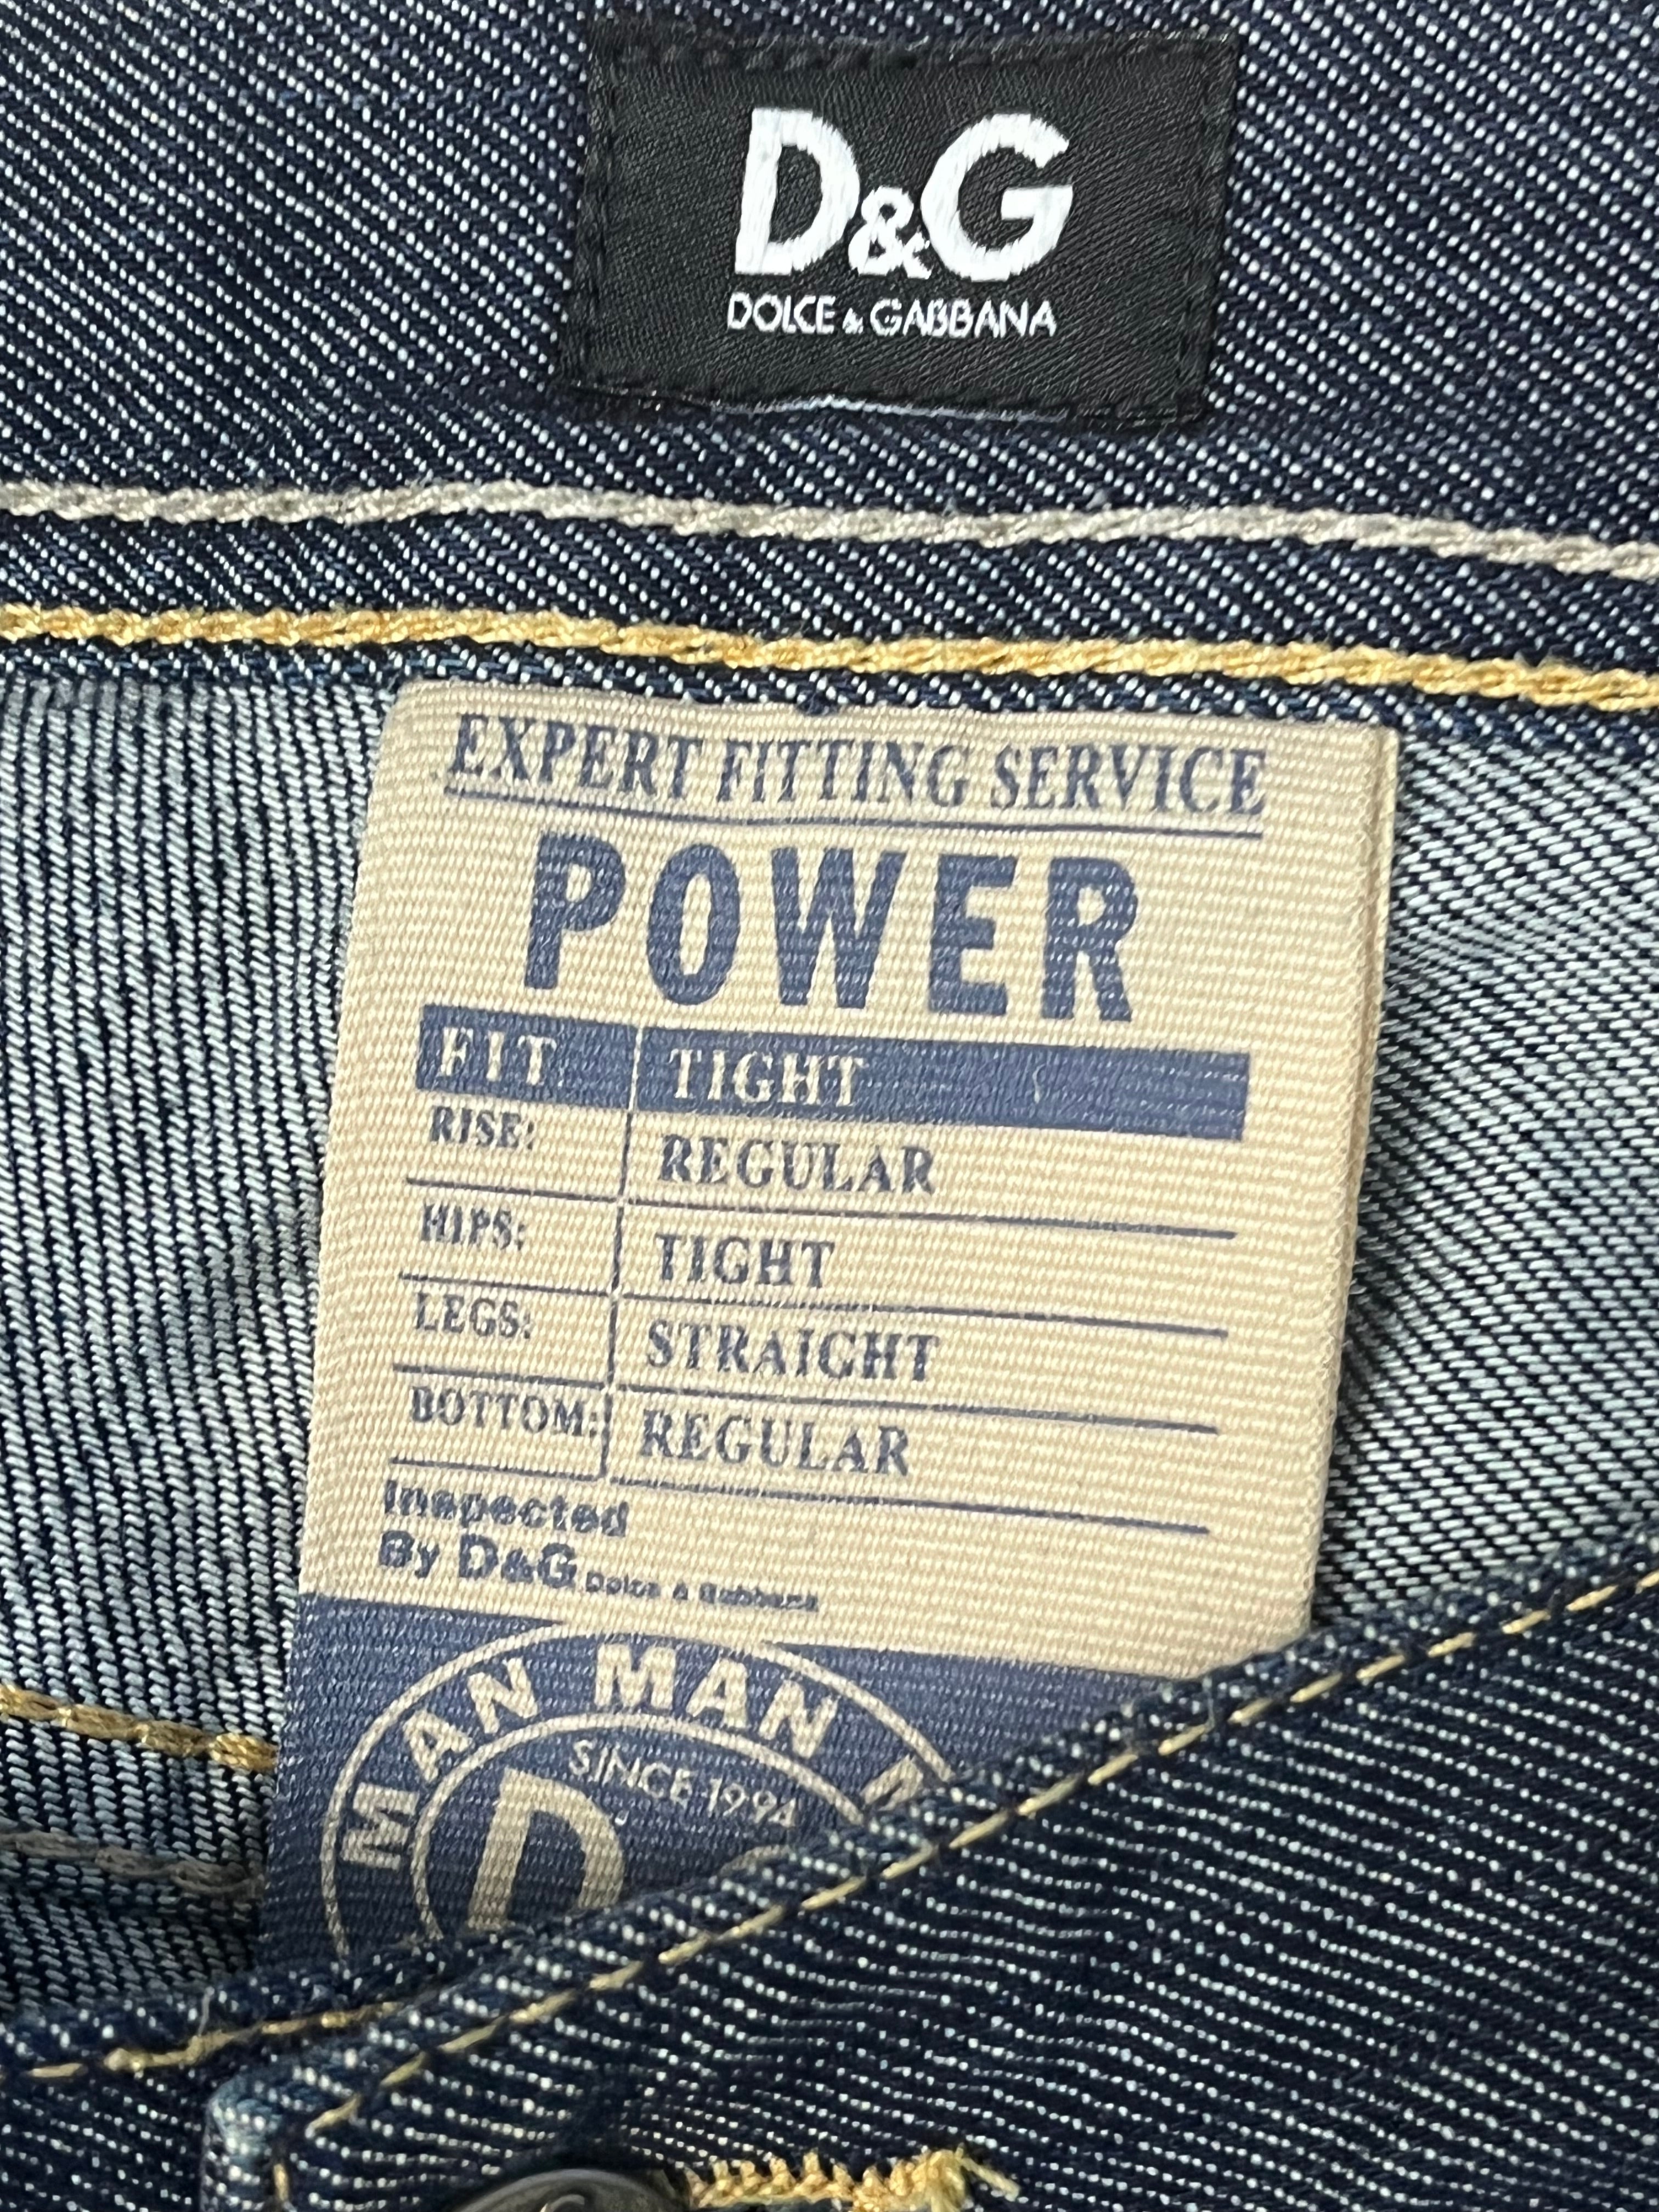 D&G
DOLCE & GABBANA
EXPERT FITTING SERVICE
POWER
FIT: TIGHT
RISE: REGULAR
HIPS: TIGHT
LEGS: STRAIGHT
BOTTOM: REGULAR
Inspected
By D&G Dolce & Gabbana
MAN MAN
SINCE 1994
D